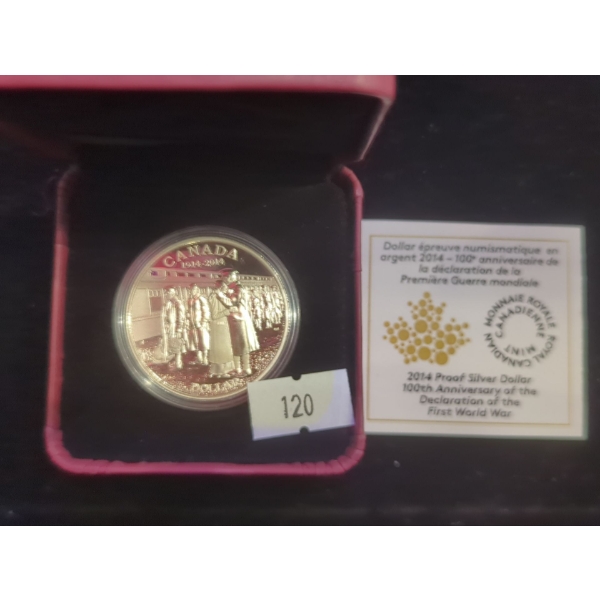 CANADA
1914-2014
DOLLAR
120
Dollar épreuve numismatique en
argent 2014 – 100e anniversaire de
la déclaration de la
Première Guerre mondiale
MONNAIE ROYALE CANADIENNE
ROYAL CANADIAN MINT
2014 Proof Silver Dollar
100th Anniversary of the
Declaration of the
First World War